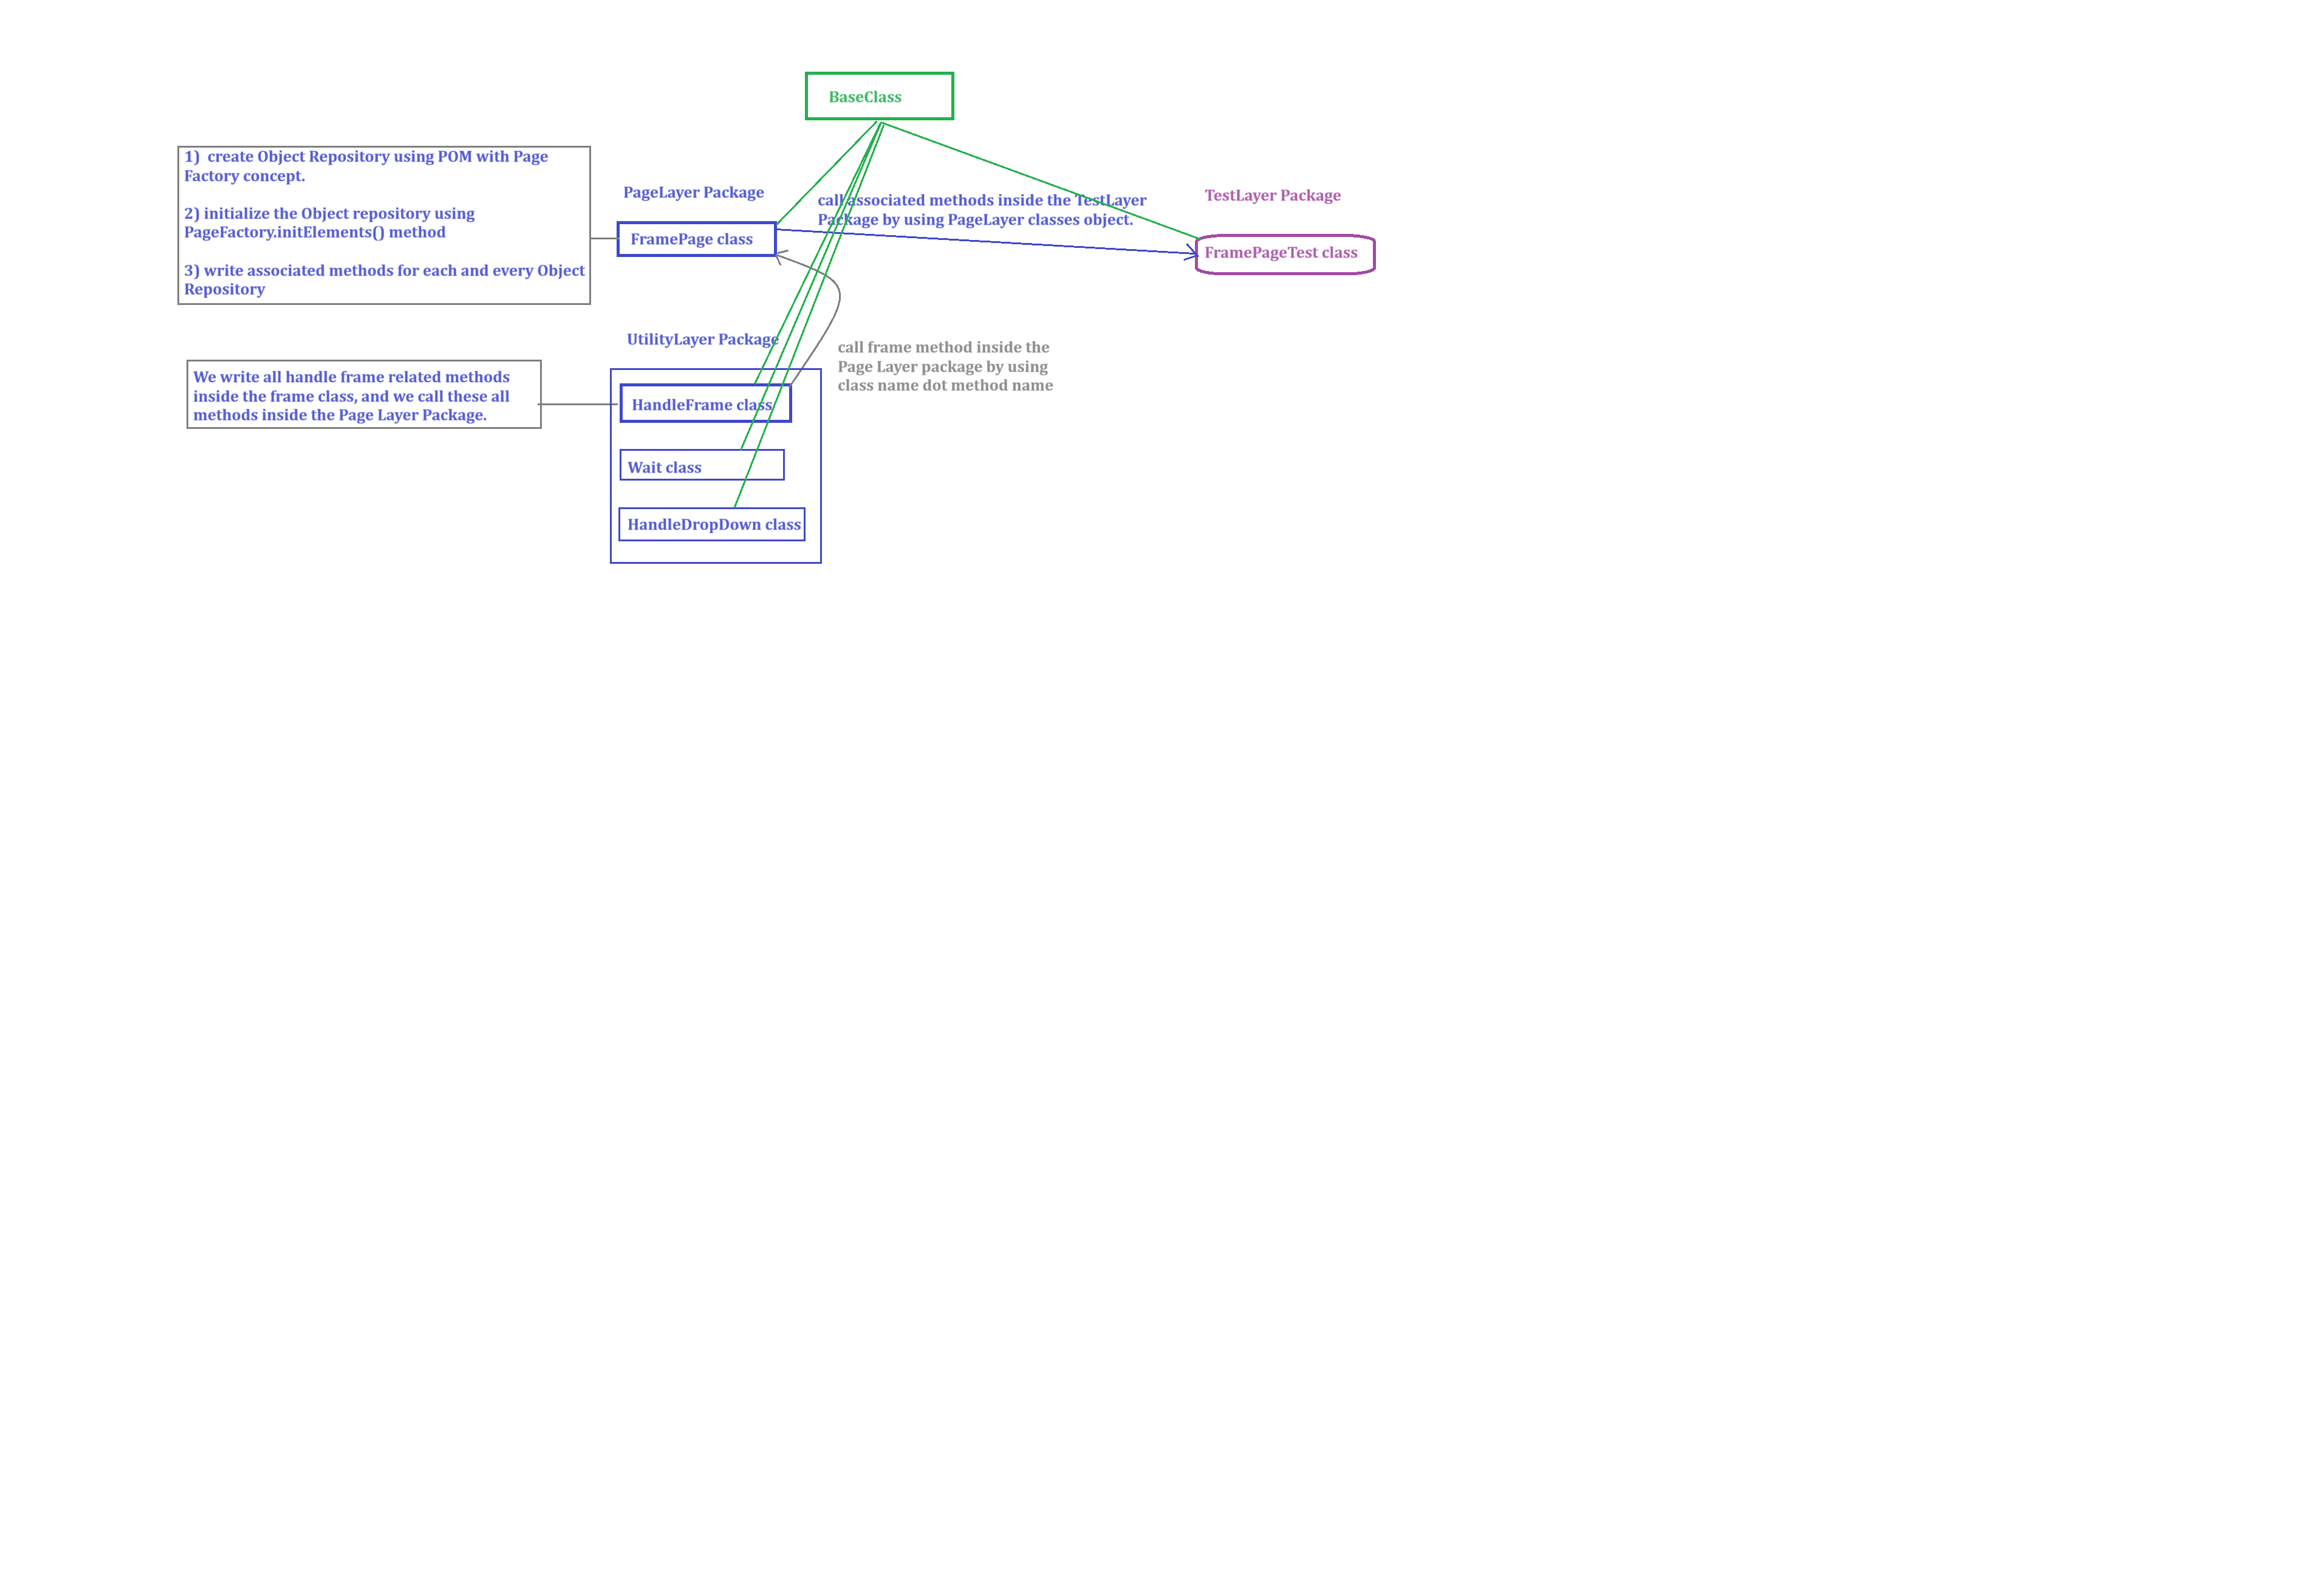 BaseClass
1)  create Object Repository using POM with Page
Factory concept.
2) initialize the Object repository using
PageFactory.initElements() method
3) write associated methods for each and every Object
Repository
PageLayer Package
FramePage class
call associated methods inside the TestLayer
Package by using PageLayer classes object.
TestLayer Package
FramePageTest class
UtilityLayer Package
call frame method inside the
Page Layer package by using
class name dot method name
We write all handle frame related methods
inside the frame class, and we call these all
methods inside the Page Layer Package.
HandleFrame class
Wait class
HandleDropDown class